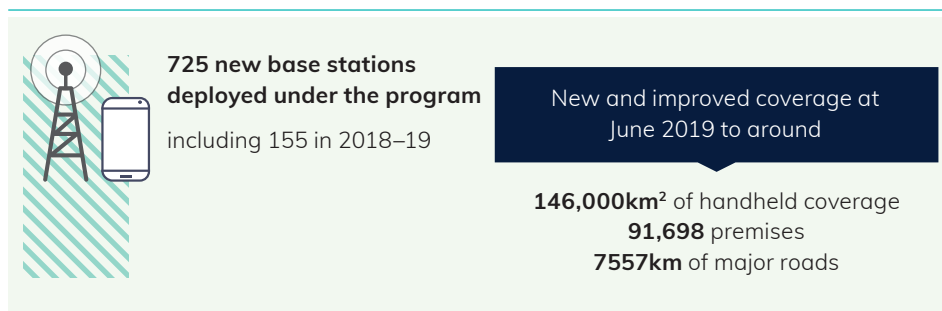 725 new base stations
deployed under the program
including 155 in 2018–19
New and improved coverage at
June 2019 to around
146,000km² of handheld coverage
91,698 premises
7557km of major roads